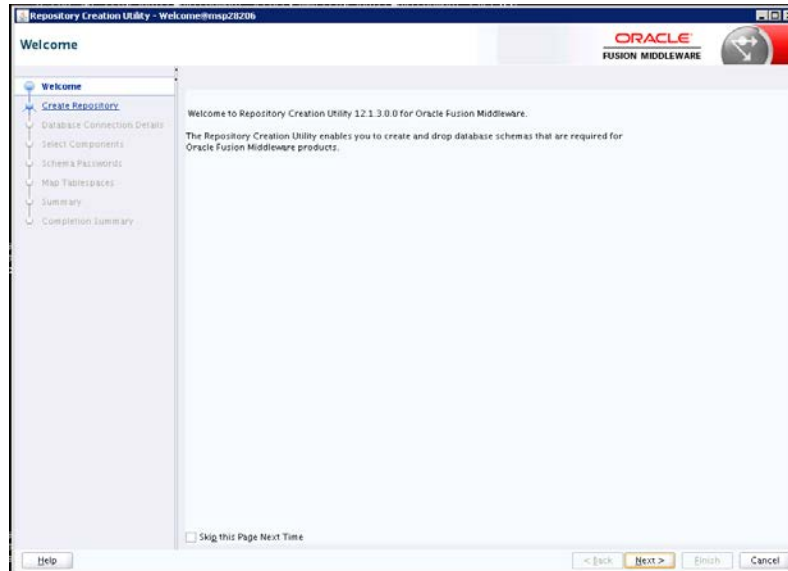 Repository Creation Utility - Welcome@msp28206
Welcome
ORACLE
FUSION MIDDLEWARE
Welcome
Create Repository
Database Connection Details
Select Components
Schema Passwords
Map Tablespaces
Summary
Completion Summary
Welcome to Repository Creation Utility 12.1.3.0.0 for Oracle Fusion Middleware.
The Repository Creation Utility enables you to create and drop database schemas that are required for
Oracle Fusion Middleware products.
Skip this Page Next Time
Help
< Back
Next >
Finish
Cancel